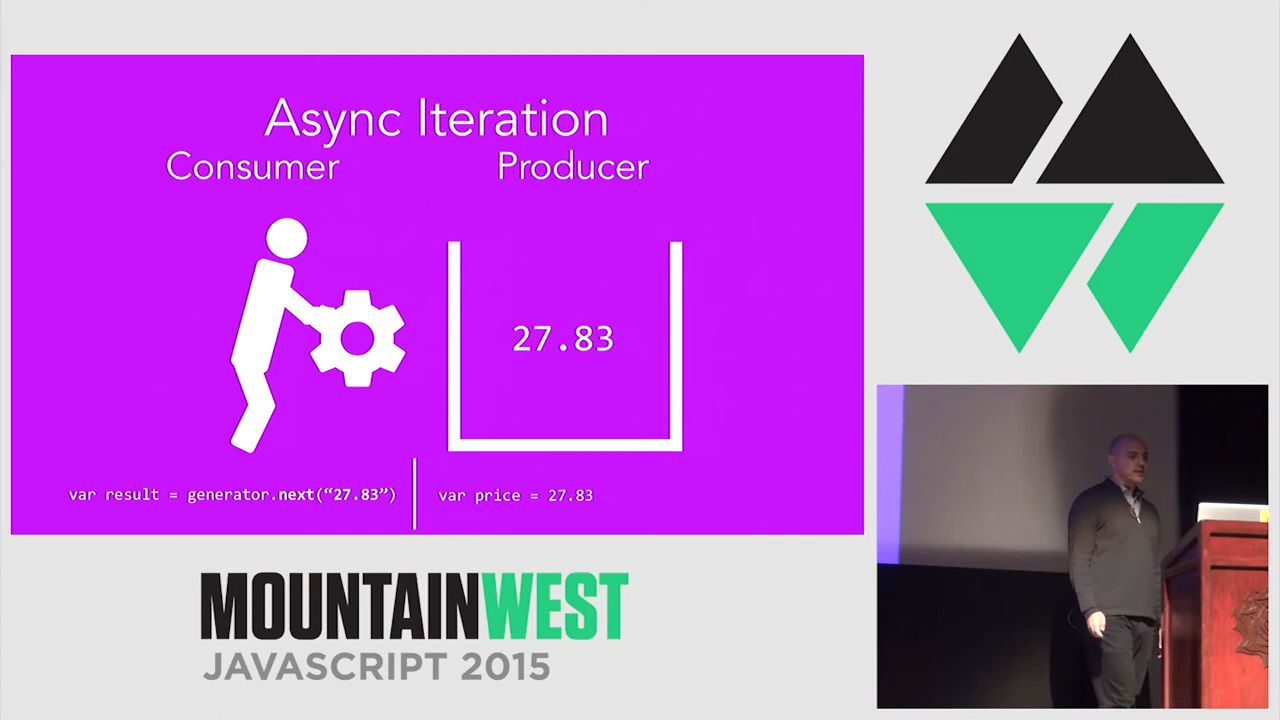 Async Iteration
Consumer
Producer
27.83
var result = generator.next(“27.83”)
var price = 27.83
MOUNTAINWEST
JAVASCRIPT 2015